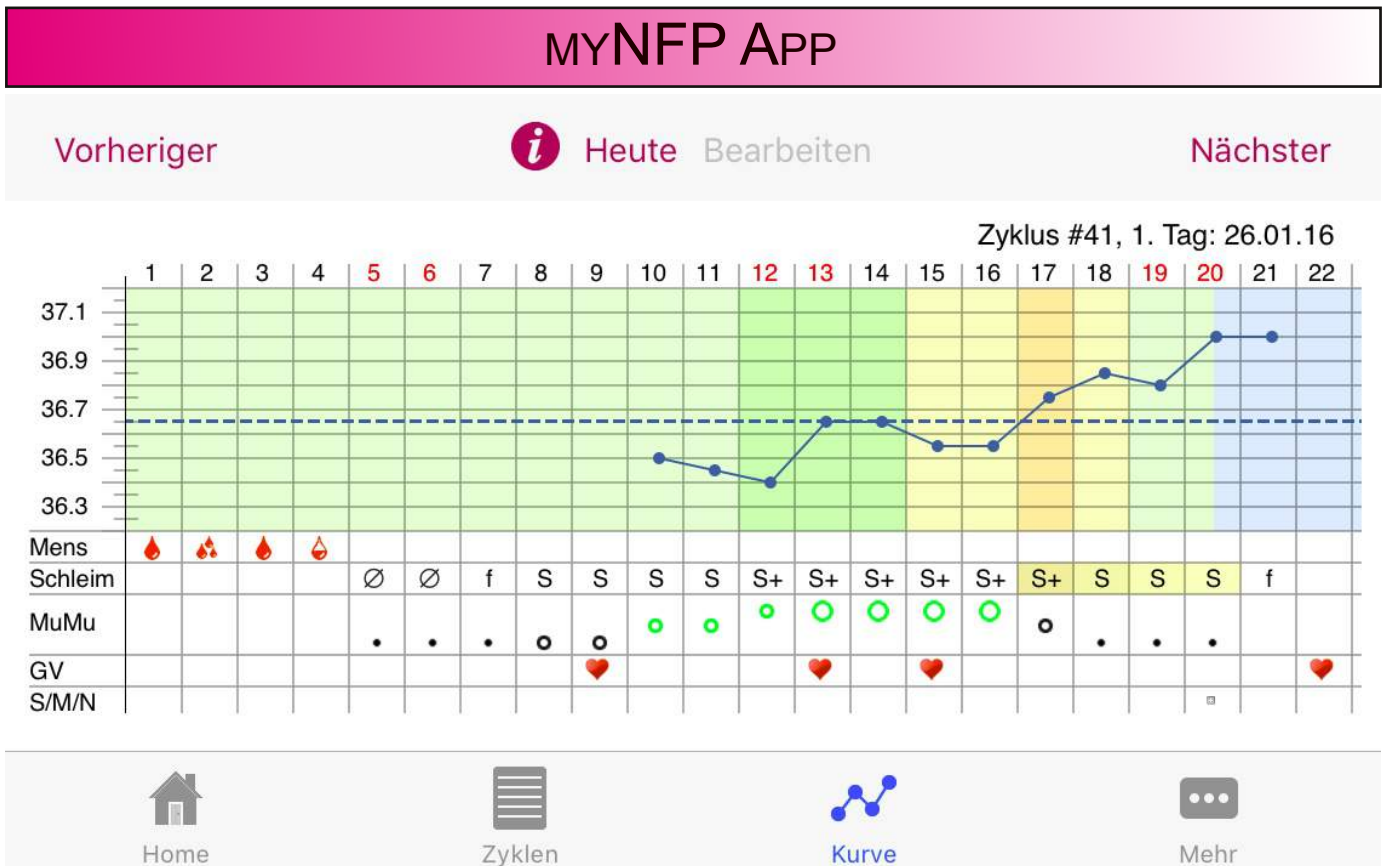 MYNFP APP
Vorheriger i Heute Bearbeiten Nächster
Zyklus #41, 1. Tag: 26.01.16
1 2 3 4 5 6 7 8 9 10 11 12 13 14 15 16 17 18 19 20 21 22
37.1
36.9
36.7
36.5
36.3
Mens
Schleim Ø Ø f S S S S S+ S+ S+ S+ S+ S+ S S S f
MuMu
GV
S/M/N
Home Zyklen Kurve Mehr